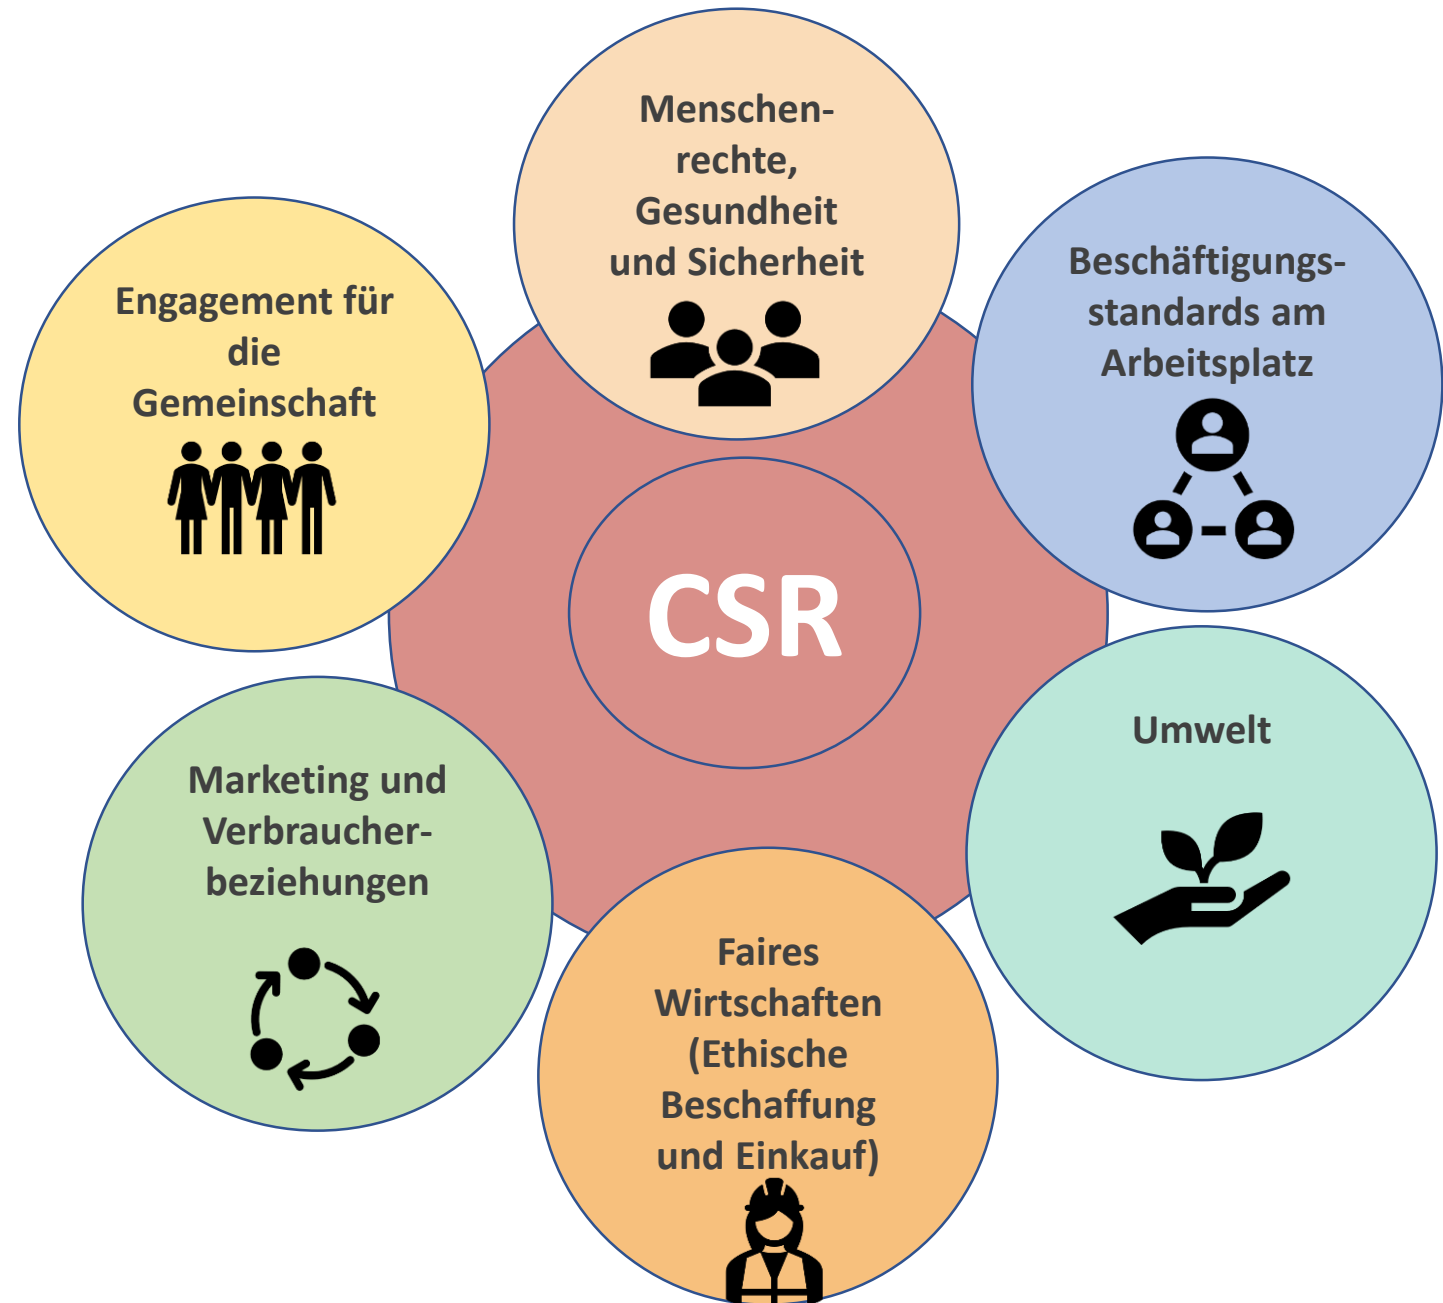 Menschen-
rechte,
Gesundheit
und Sicherheit
Beschäftigungs-
standards am
Arbeitsplatz
Engagement für
die
Gemeinschaft
CSR
Umwelt
Marketing und
Verbraucher-
beziehungen
Faires
Wirtschaften
(Ethische
Beschaffung
und Einkauf)